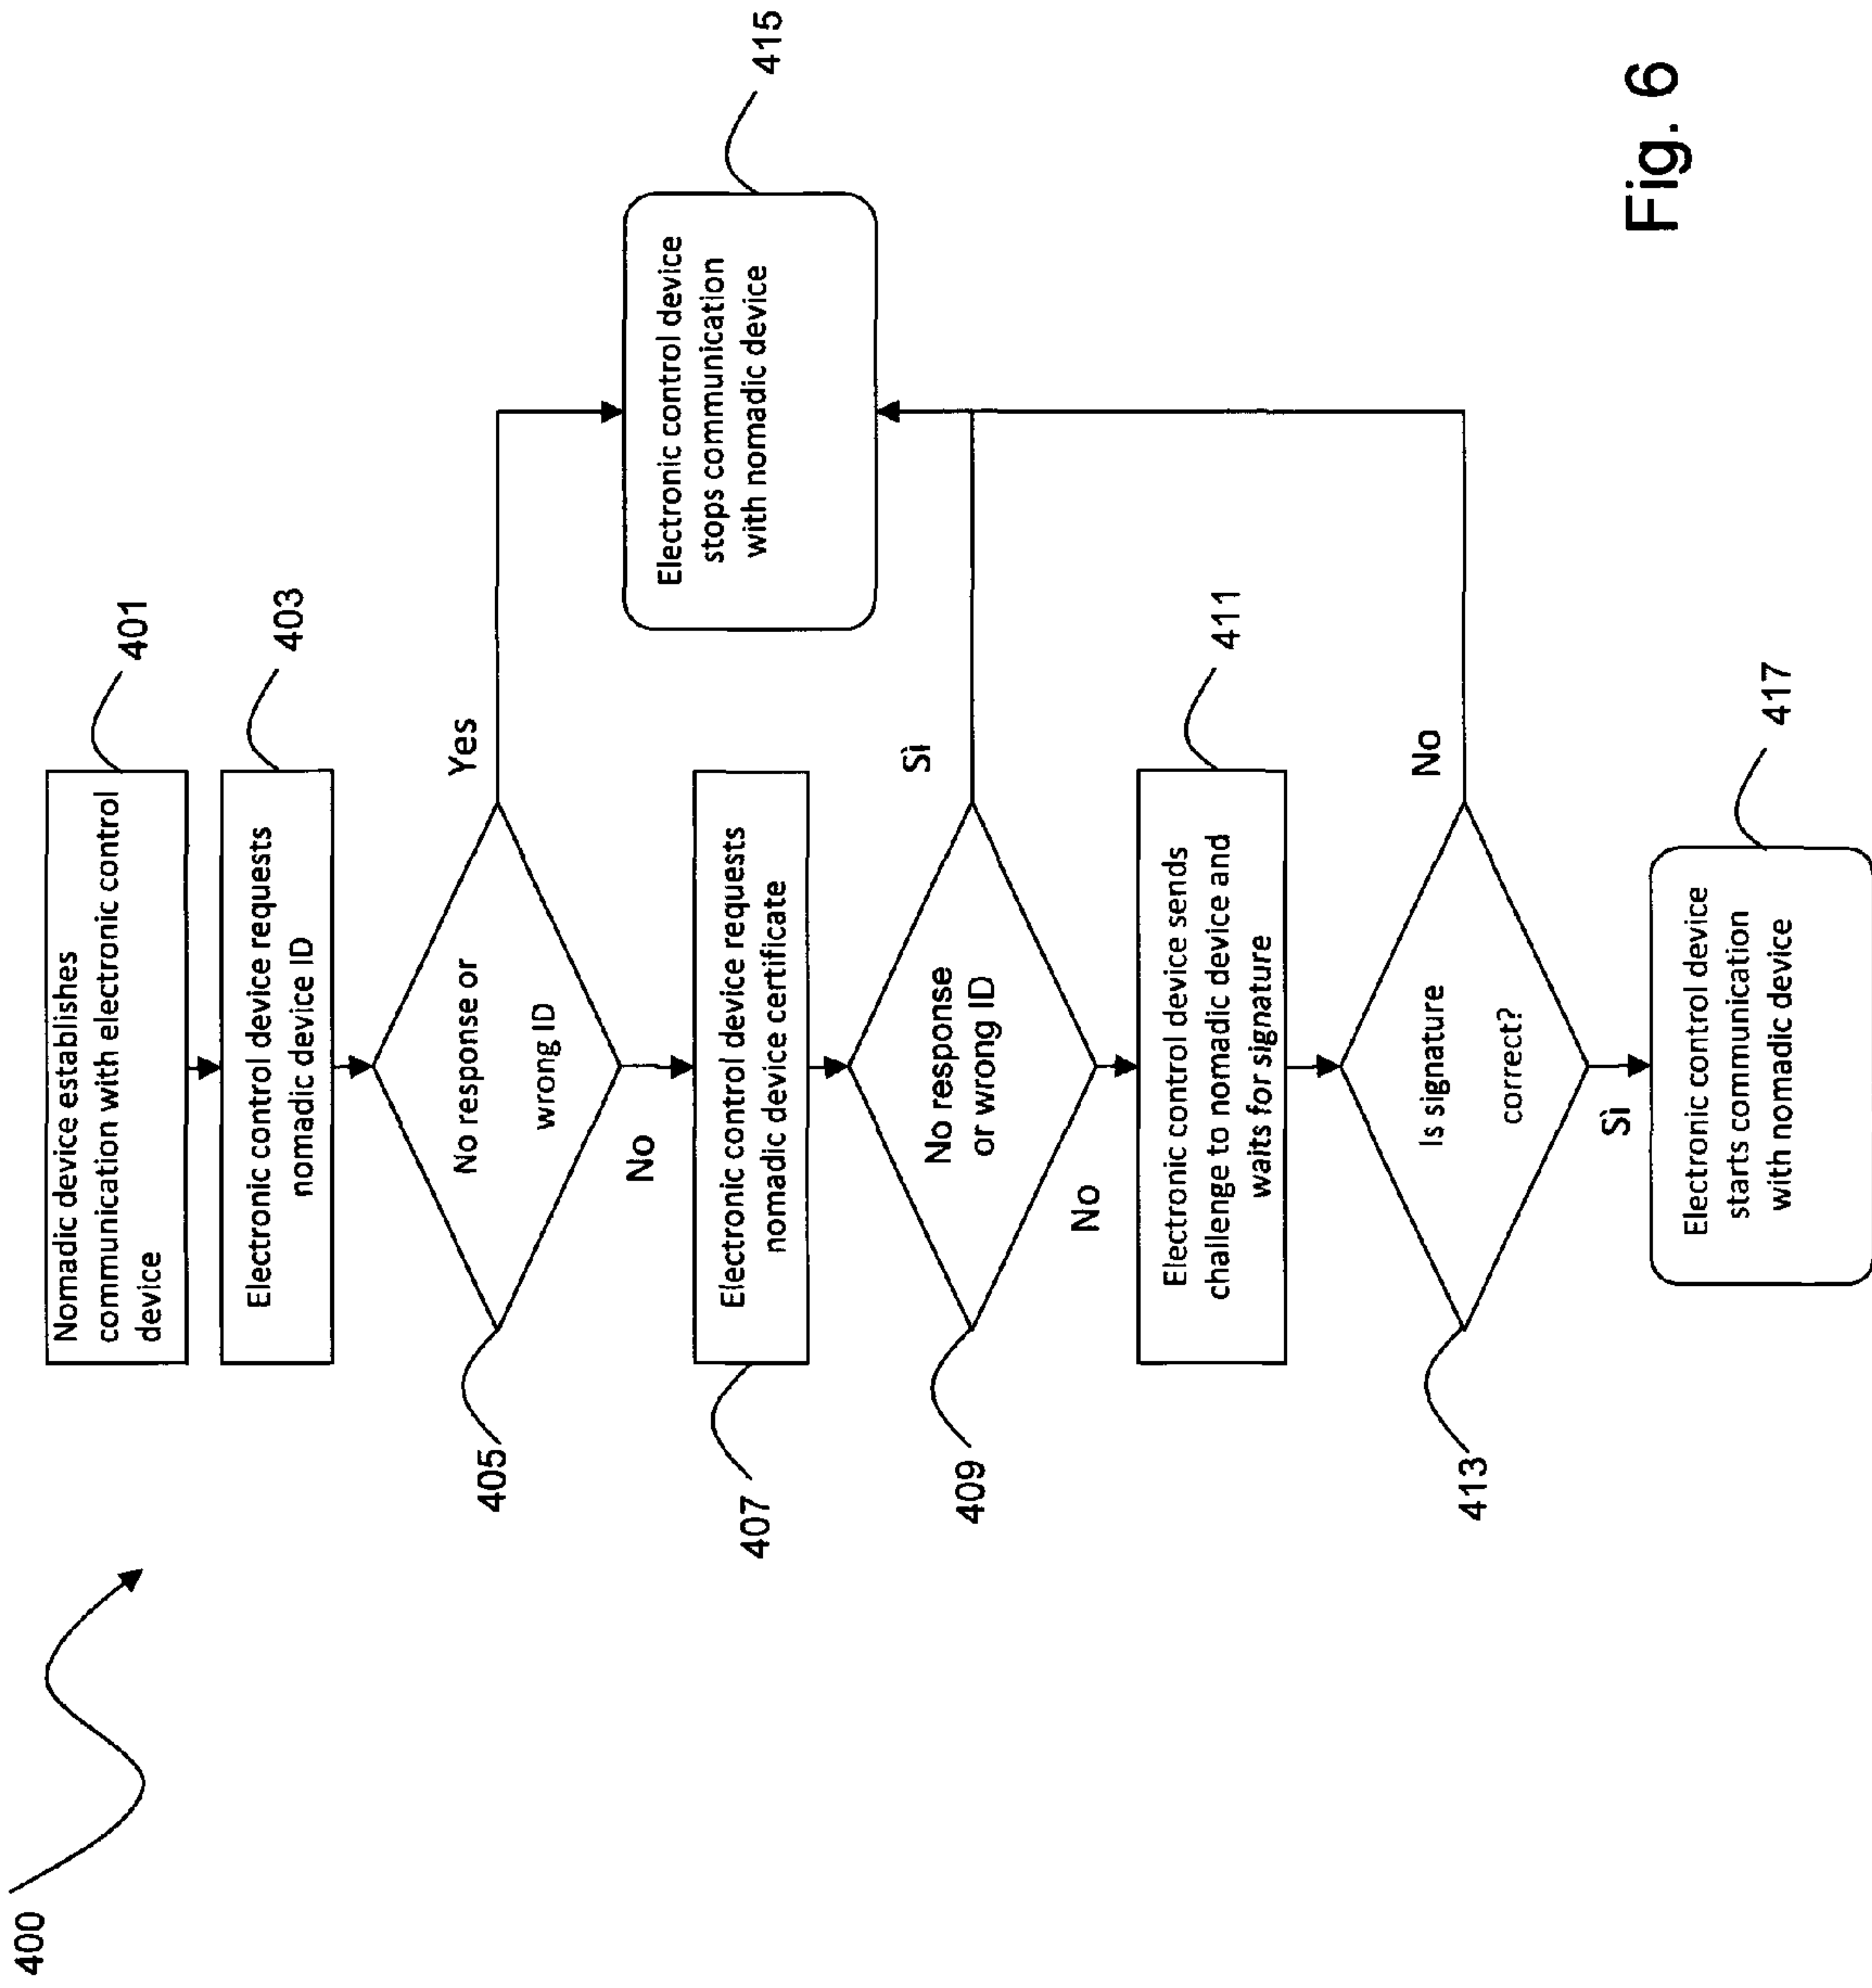 400
Nomadic device establishes
communication with electronic control
device
401
Electronic control device requests
nomadic device ID
403
No response or
wrong ID
405
Yes
No
Electronic control device requests
nomadic device certificate
407
No response
or wrong ID
409
Sì
No
Electronic control device sends
challenge to nomadic device and
waits for signature
411
Is signature
correct?
413
No
Sì
Electronic control device
stops communication
with nomadic device
415
Electronic control device
starts communication
with nomadic device
417
Fig. 6